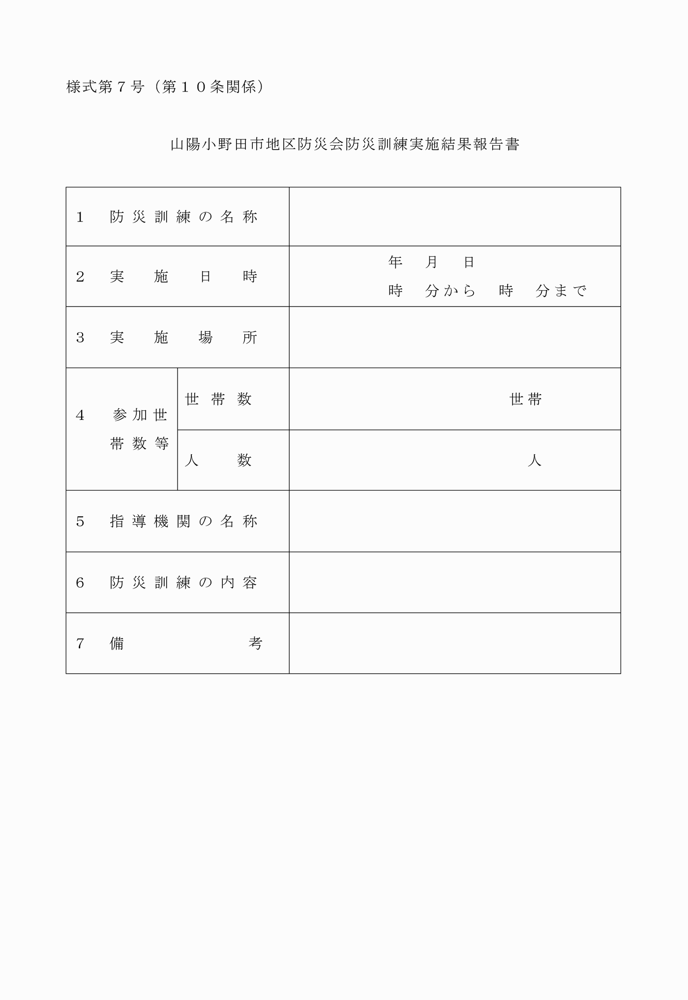 様式第７号（第１０条関係）
山陽小野田市地区防災会防災訓練実施結果報告書
１　防災訓練の名称
２　実施日時
年　月　日
時　分から　時　分まで
３　実施場所
４　参加世
帯数等
世帯数
世帯
人数
人
５　指導機関の名称
６　防災訓練の内容
７　備考